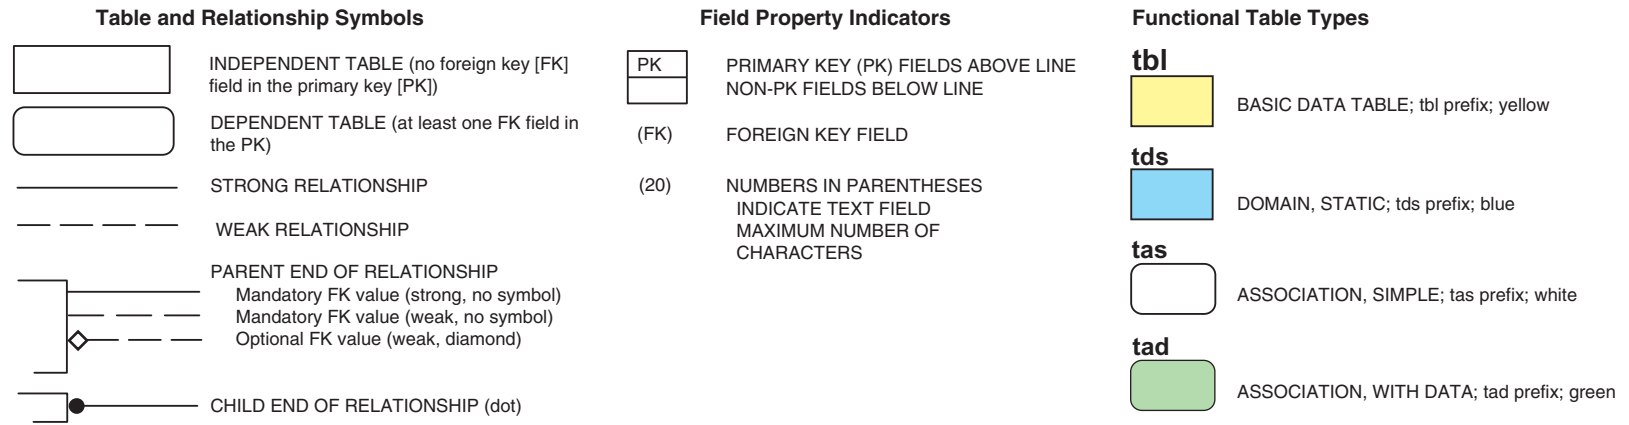 Table and Relationship Symbols
INDEPENDENT TABLE (no foreign key [FK]
field in the primary key [PK])
DEPENDENT TABLE (at least one FK field in
the PK)
STRONG RELATIONSHIP
WEAK RELATIONSHIP
PARENT END OF RELATIONSHIP
Mandatory FK value (strong, no symbol)
Mandatory FK value (weak, no symbol)
Optional FK value (weak, diamond)
CHILD END OF RELATIONSHIP (dot)
Field Property Indicators
PK
PRIMARY KEY (PK) FIELDS ABOVE LINE
NON-PK FIELDS BELOW LINE
(FK)
FOREIGN KEY FIELD
(20)
NUMBERS IN PARENTHESES
INDICATE TEXT FIELD
MAXIMUM NUMBER OF
CHARACTERS
Functional Table Types
tbl
BASIC DATA TABLE; tbl prefix; yellow
tds
DOMAIN, STATIC; tds prefix; blue
tas
ASSOCIATION, SIMPLE; tas prefix; white
tad
ASSOCIATION, WITH DATA; tad prefix; green